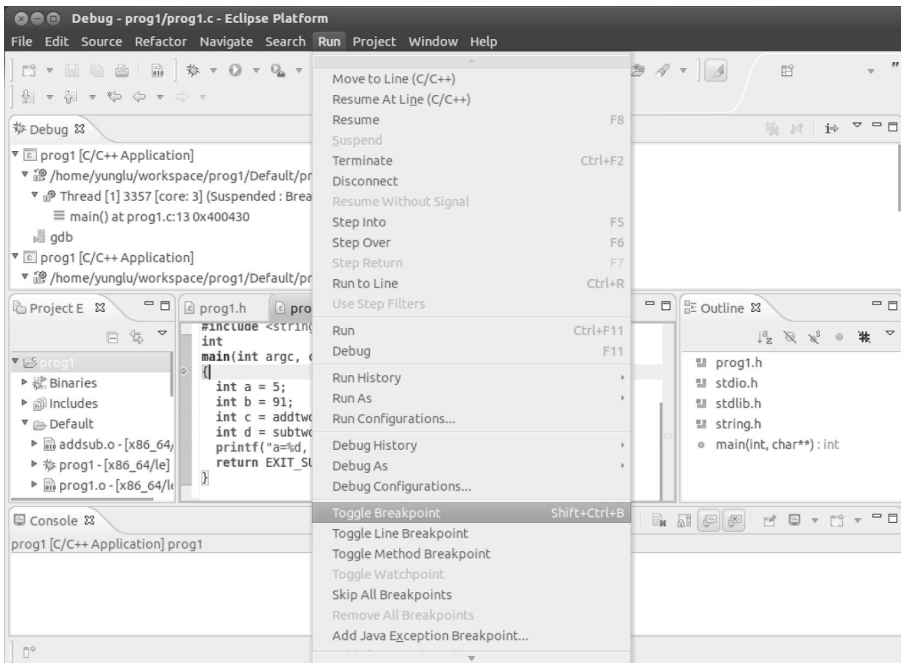 Debug - prog1/prog1.c - Eclipse Platform
File Edit Source Refactor Navigate Search Run Project Window Help
Move to Line (C/C++)
Resume At Line (C/C++)
Resume F8
Suspend
Terminate Ctrl+F2
Disconnect
Resume Without Signal
Step Into F5
Step Over F6
Step Return F7
Run to Line Ctrl+R
Use Step Filters
Run Ctrl+F11
Debug F11
Run History
Run As
Run Configurations...
Debug History
Debug As
Debug Configurations...
Toggle Breakpoint Shift+Ctrl+B
Toggle Line Breakpoint
Toggle Method Breakpoint
Toggle Watchpoint
Skip All Breakpoints
Remove All Breakpoints
Add Java Exception Breakpoint...
Debug
prog1 [C/C++ Application]
/home/yunglu/workspace/prog1/Default/pr
Thread [1] 3357 [core: 3] (Suspended : Brea
main() at prog1.c:13 0x400430
gdb
prog1 [C/C++ Application]
/home/yunglu/workspace/prog1/Default/pr
Project E
prog1
Binaries
Includes
Default
addsub.o - [x86_64/
prog1 - [x86_64/le]
prog1.o - [x86_64/le
prog1.h pro
#include <string
int
main(int argc, c
{
int a = 5;
int b = 91;
int c = addtwo
int d = subtwo
printf("a=%d,
return EXIT_SU
}
Outline
prog1.h
stdio.h
stdlib.h
string.h
main(int, char**) : int
Console
prog1 [C/C++ Application] prog1